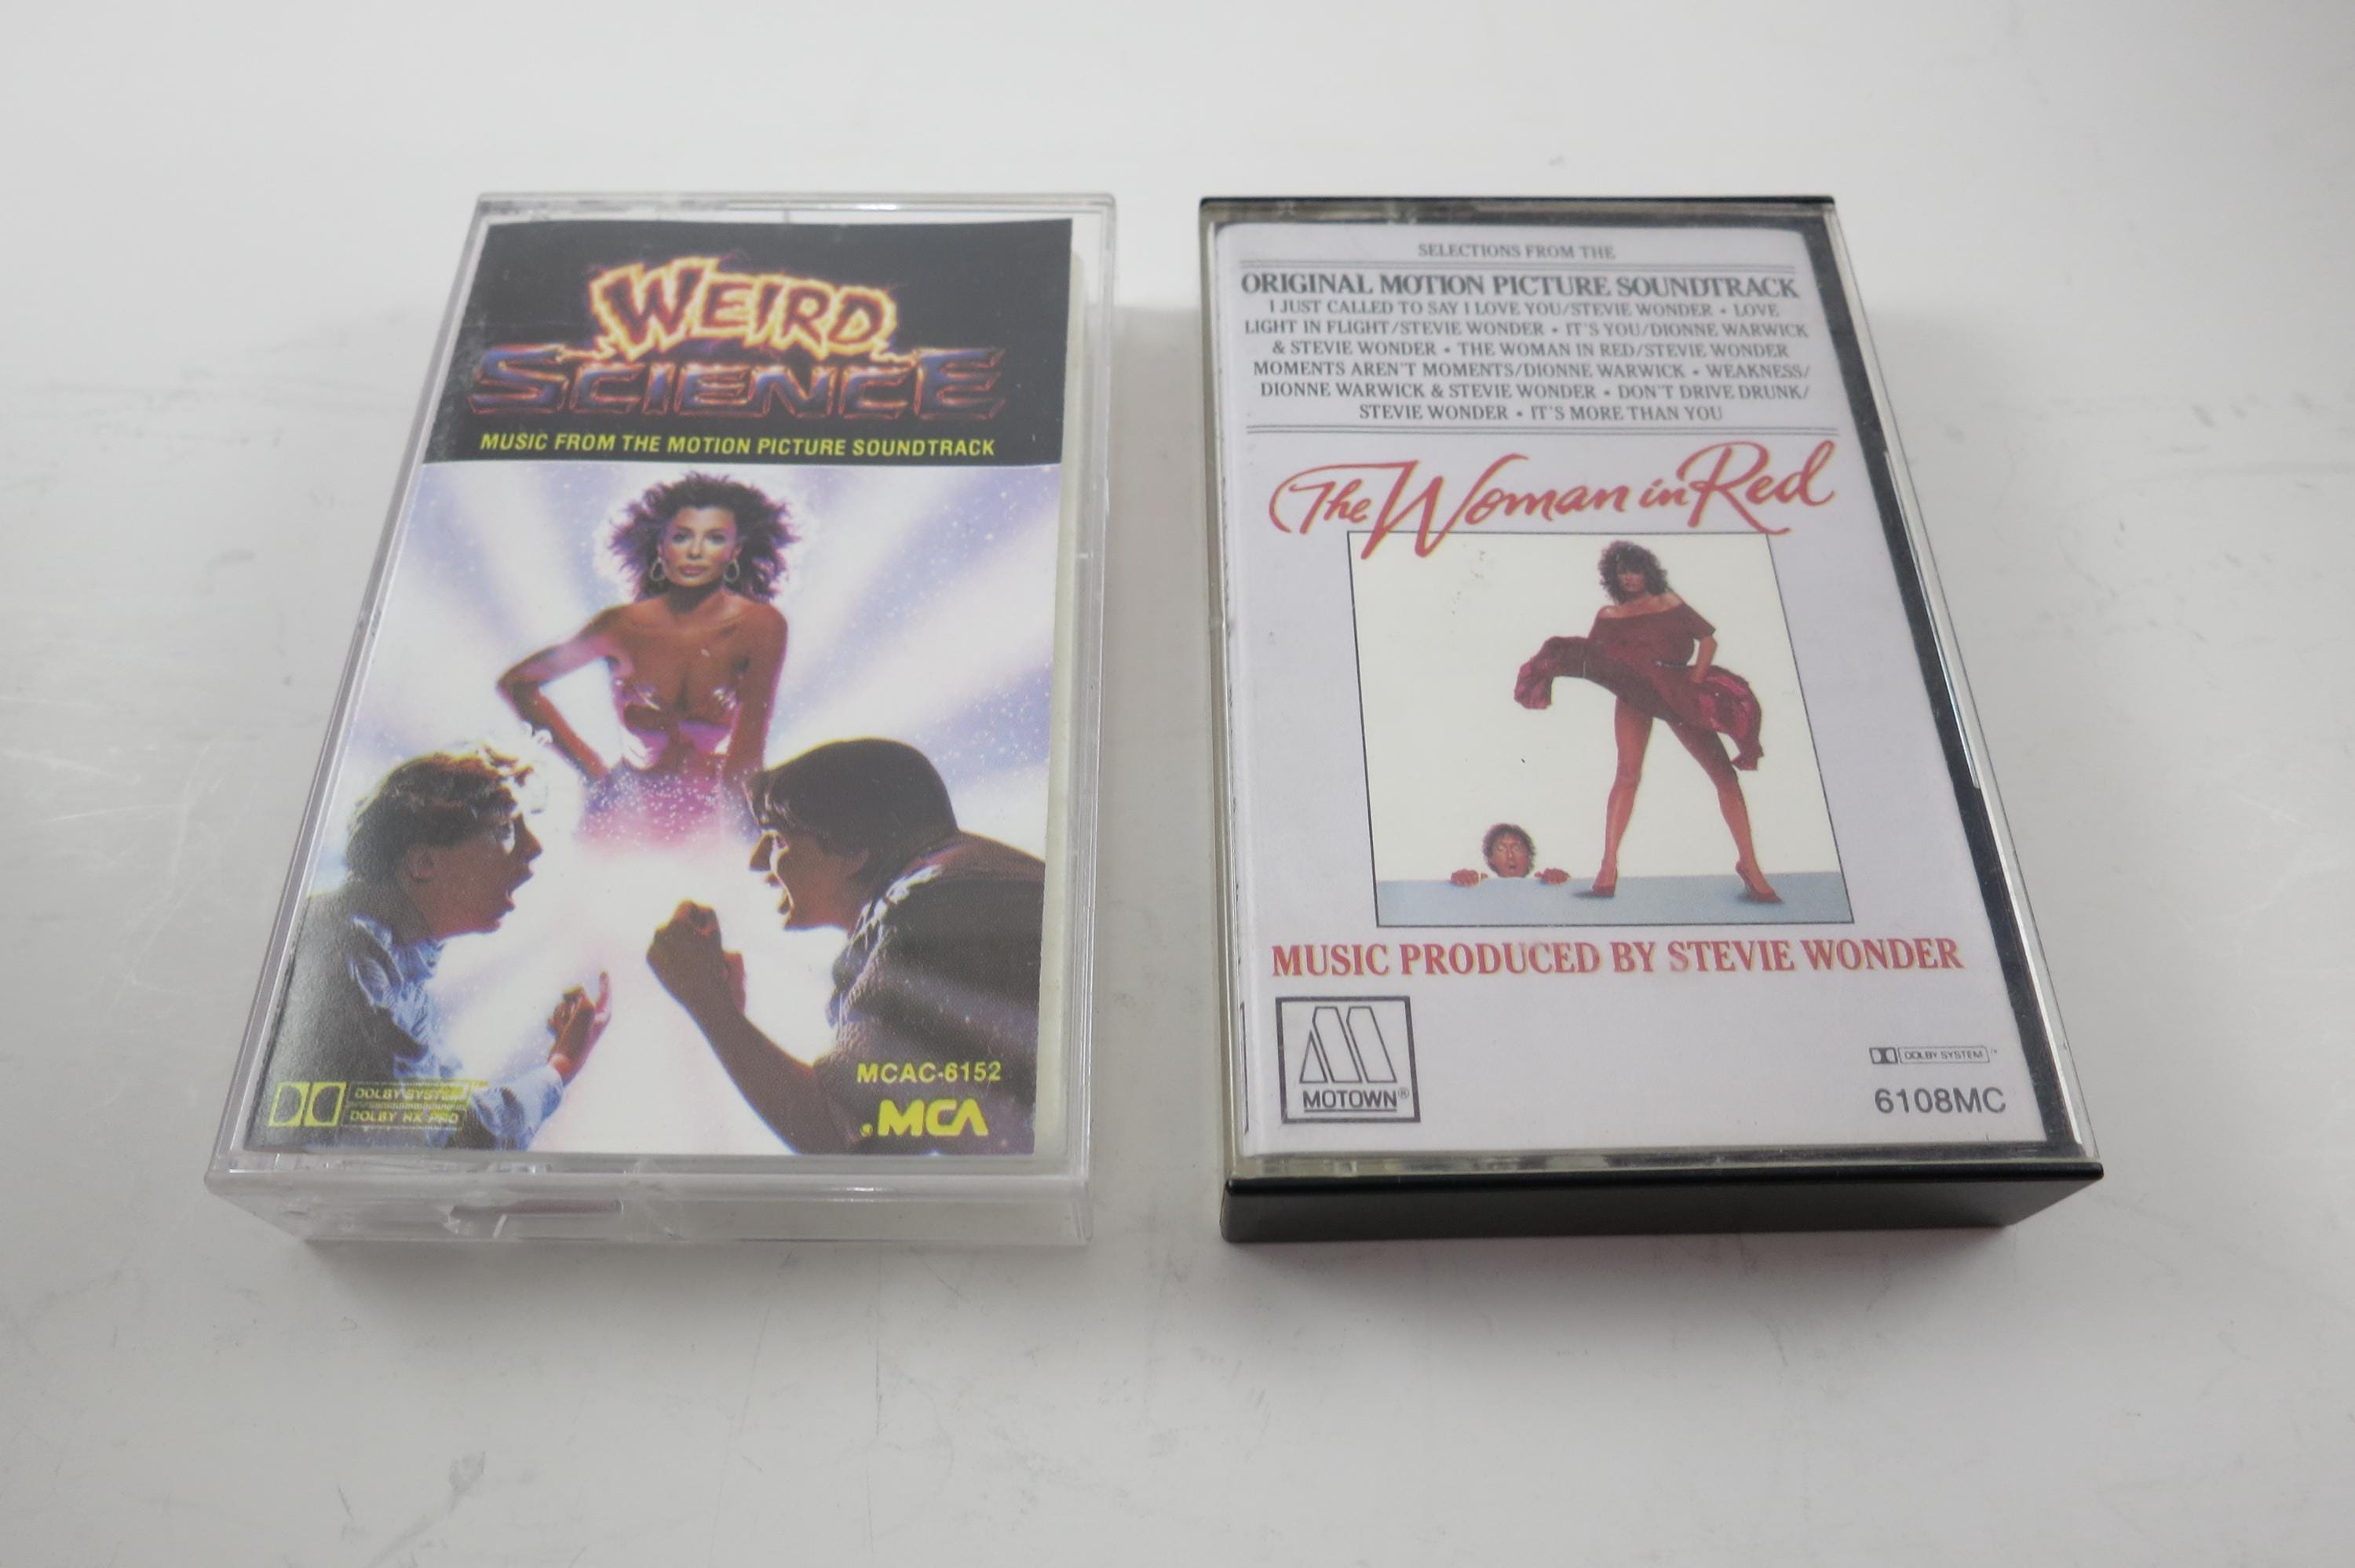 WEIRD
SCIENCE
MUSIC FROM THE MOTION PICTURE SOUNDTRACK
DOLBY SYSTEM
DOLBY HX PRO
MCAC-6152
MCA
SELECTIONS FROM THE
ORIGINAL MOTION PICTURE SOUNDTRACK
I JUST CALLED TO SAY I LOVE YOU/STEVIE WONDER • LOVE
LIGHT IN FLIGHT/STEVIE WONDER • IT'S YOU/DIONNE WARWICK
& STEVIE WONDER • THE WOMAN IN RED/STEVIE WONDER
MOMENTS AREN'T MOMENTS/DIONNE WARWICK • WEAKNESS/
DIONNE WARWICK & STEVIE WONDER • DON'T DRIVE DRUNK/
STEVIE WONDER • IT'S MORE THAN YOU
The Woman in Red
MUSIC PRODUCED BY STEVIE WONDER
MOTOWN®
DOLBY SYSTEM™
6108MC